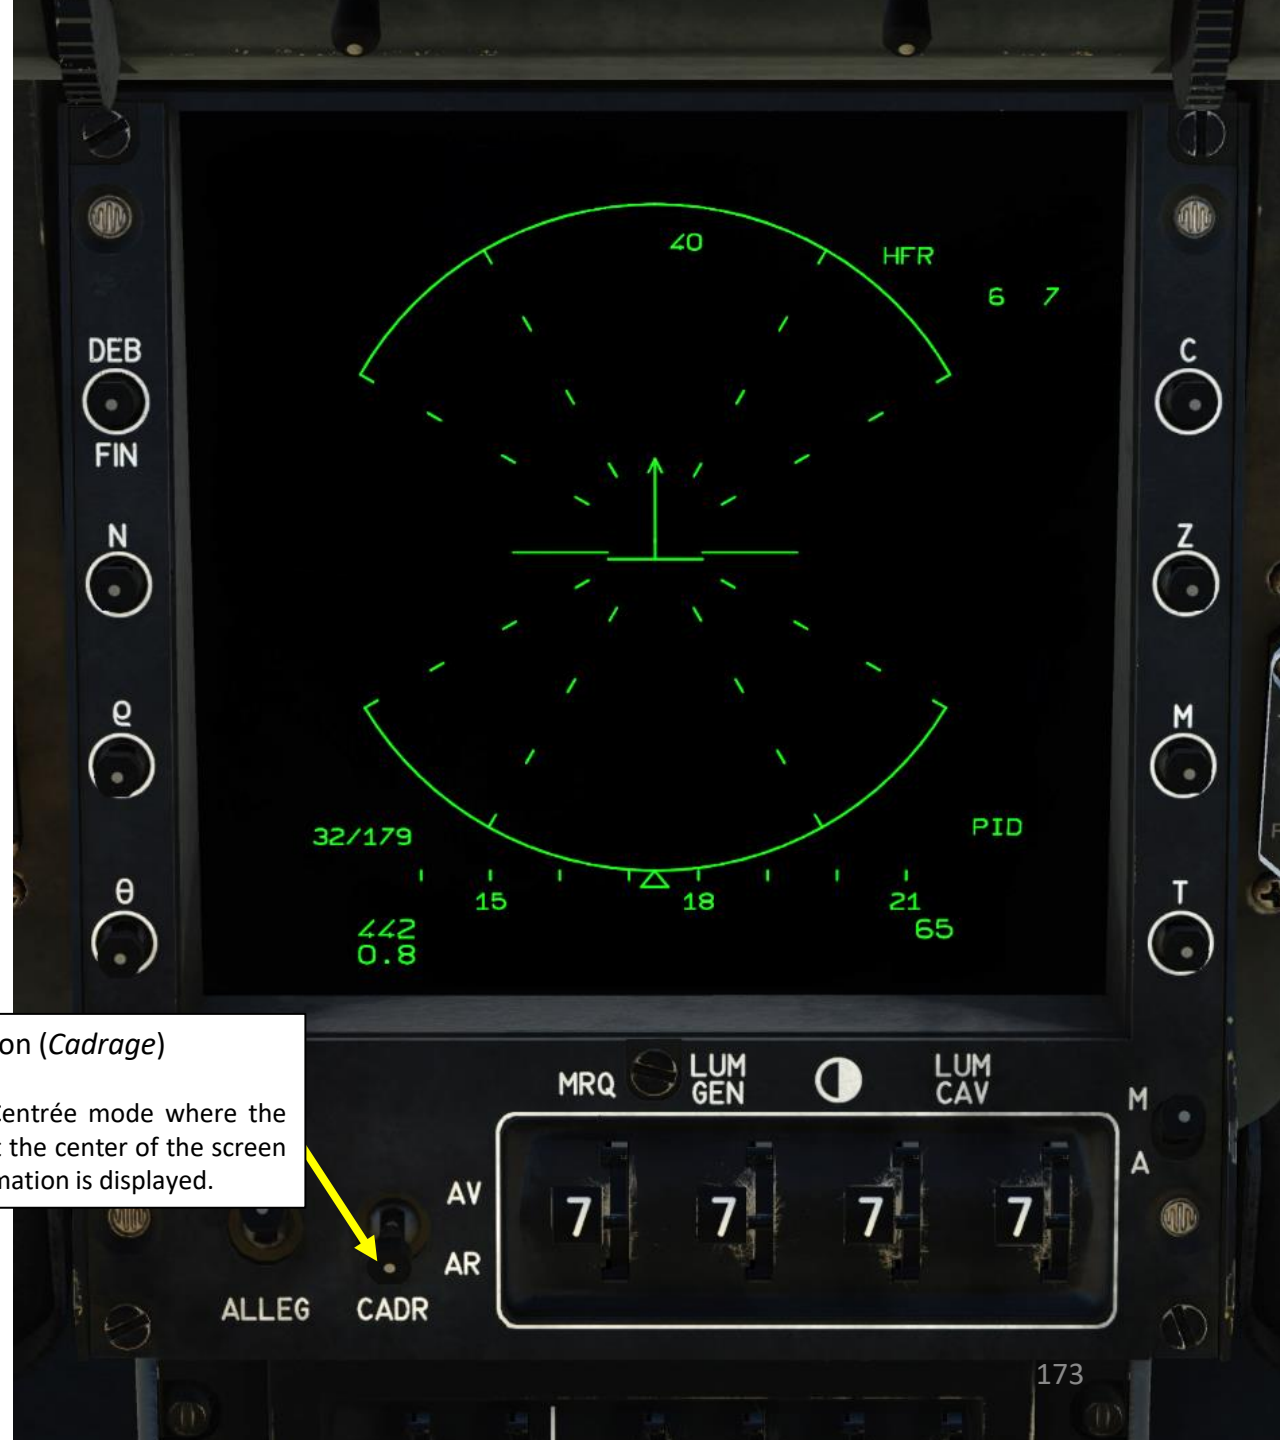 40
HFR
6 7
DEB
FIN
N
ϱ
θ
C
Z
M
T
32/179
PID
15 18 21
442
0.8
65
on (Cadrage)
entrée mode where the
the center of the screen
mation is displayed.
MRQ
LUM
GEN
LUM
CAV
M
A
AV
AR
7 7 7 7
ALLEG
CADR
173